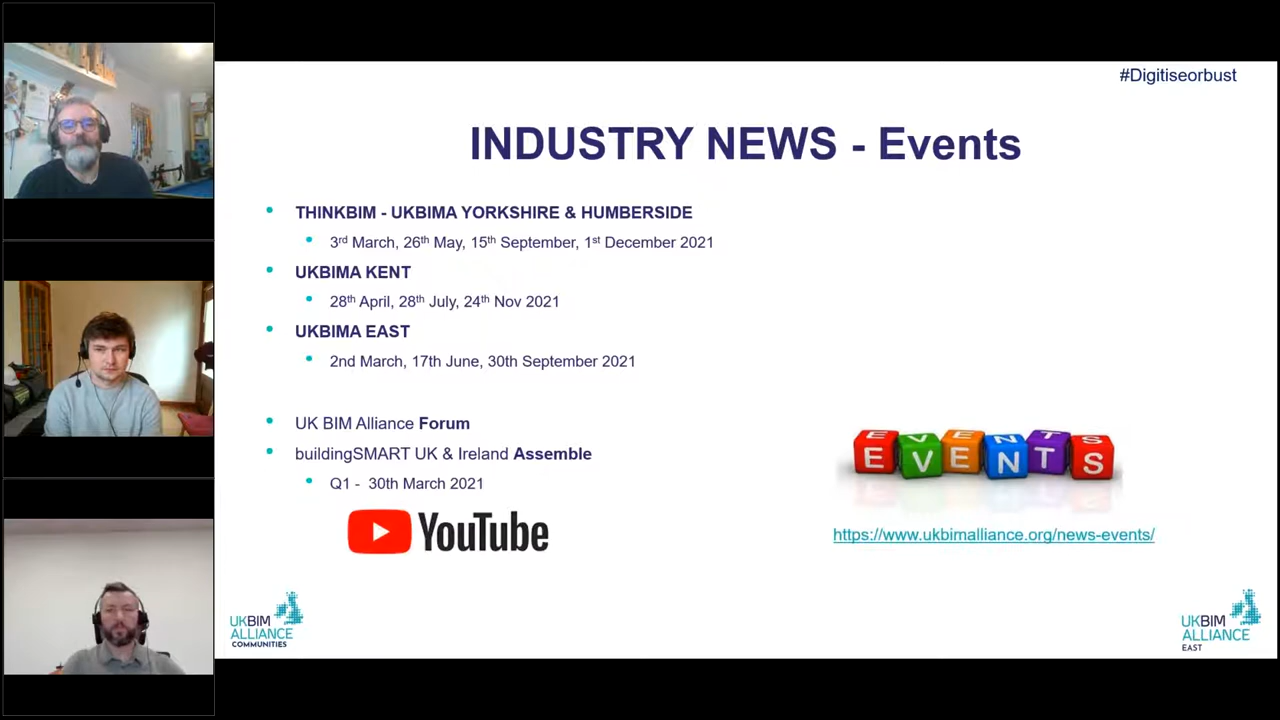 #Digitiseorbust
INDUSTRY NEWS - Events
THINKBIM - UKBIMA YORKSHIRE & HUMBERSIDE
3rd March, 26th May, 15th September, 1st December 2021
UKBIMA KENT
28th April, 28th July, 24th Nov 2021
UKBIMA EAST
2nd March, 17th June, 30th September 2021
UK BIM Alliance Forum
buildingSMART UK & Ireland Assemble
Q1 - 30th March 2021
YouTube
EVENTS
https://www.ukbimalliance.org/news-events/
UKBIM
ALLIANCE
COMMUNITIES
UKBIM
ALLIANCE
EAST